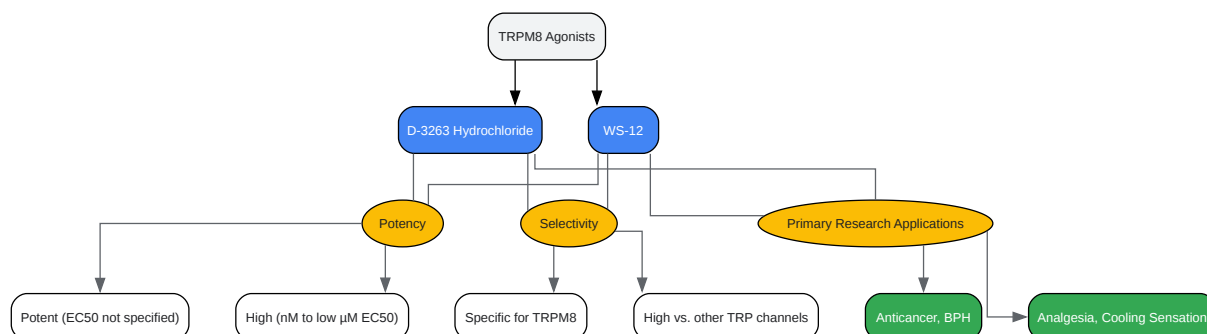 TRPM8 Agonists
D-3263 Hydrochloride
WS-12
Potency
Selectivity
Primary Research Applications
Potent (EC50 not specified)
High (nM to low µM EC50)
Specific for TRPM8
High vs. other TRP channels
Anticancer, BPH
Analgesia, Cooling Sensation